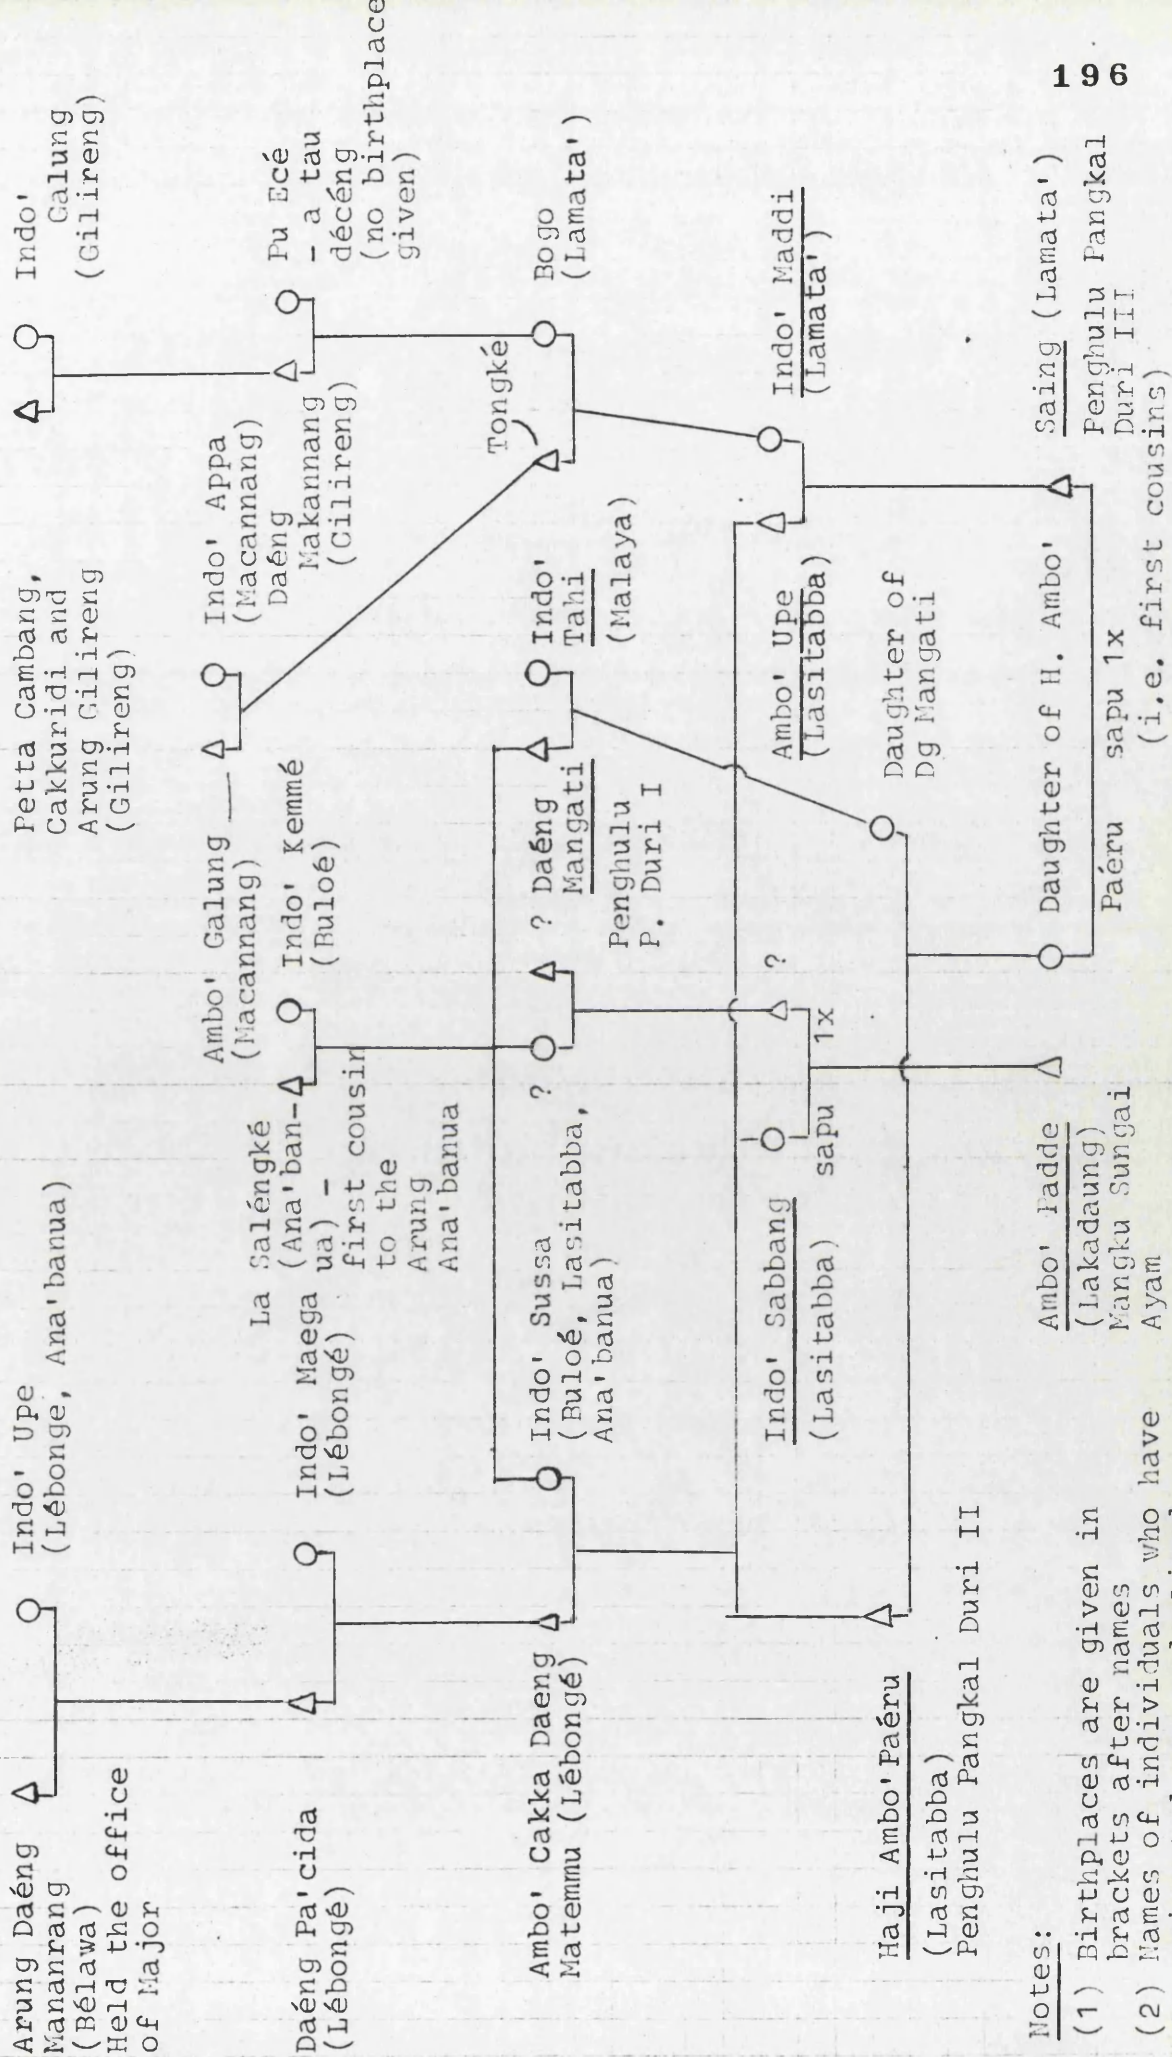 196
Arung Daéng
Mananrang
(Bélawa)
Held the office
of Major
Indo' Upe
(Lébonge, Ana'banua)
Petta Cambang,
Cakkuridi and
Arung Gilireng
(Gilireng)
Indo'
Galung
(Gilireng)
Daéng Pa'cida
(Lébongé)
Indo' Maega
(Lébongé)
La Saléngké
(Ana'ban-
ua) -
first cousin
to the
Arung
Ana'banua
Indo' Kemmé
(Buloé)
Ambo' Galung
(Macannang)
Indo' Appa
(Macannang)
Daéng
Makannang
(Gilireng)
Pu Ecé
- a tau
décéng
(no birthplace
given)
Ambo' Cakka Daeng
Matemmu (Lébongé)
Indo' Sussa
(Buloé, Lasitabba,
Ana'banua)
?
?
Daéng
Mangati
Penghulu
P. Duri I
Indo'
Tahi
(Malaya)
Tongké
Bogo
(Lamata')
Indo' Sabbang
(Lasitabba)
sapu 1x
?
Ambo' Upe
(Lasitabba)
Indo' Maddi
(Lamata')
Haji Ambo'Paéru
(Lasitabba)
Penghulu Pangkal Duri II
Daughter of
Dg Mangati
Ambo' Padde
(Lakadaung)
Mangku Sungai
Ayam
Daughter of H. Ambo'
Paéru
sapu 1x
(i.e. first cousins)
Saing (Lamata')
Penghulu Pangkal
Duri III
Notes:
(1) Birthplaces are given in
brackets after names
(2) Names of individuals who have